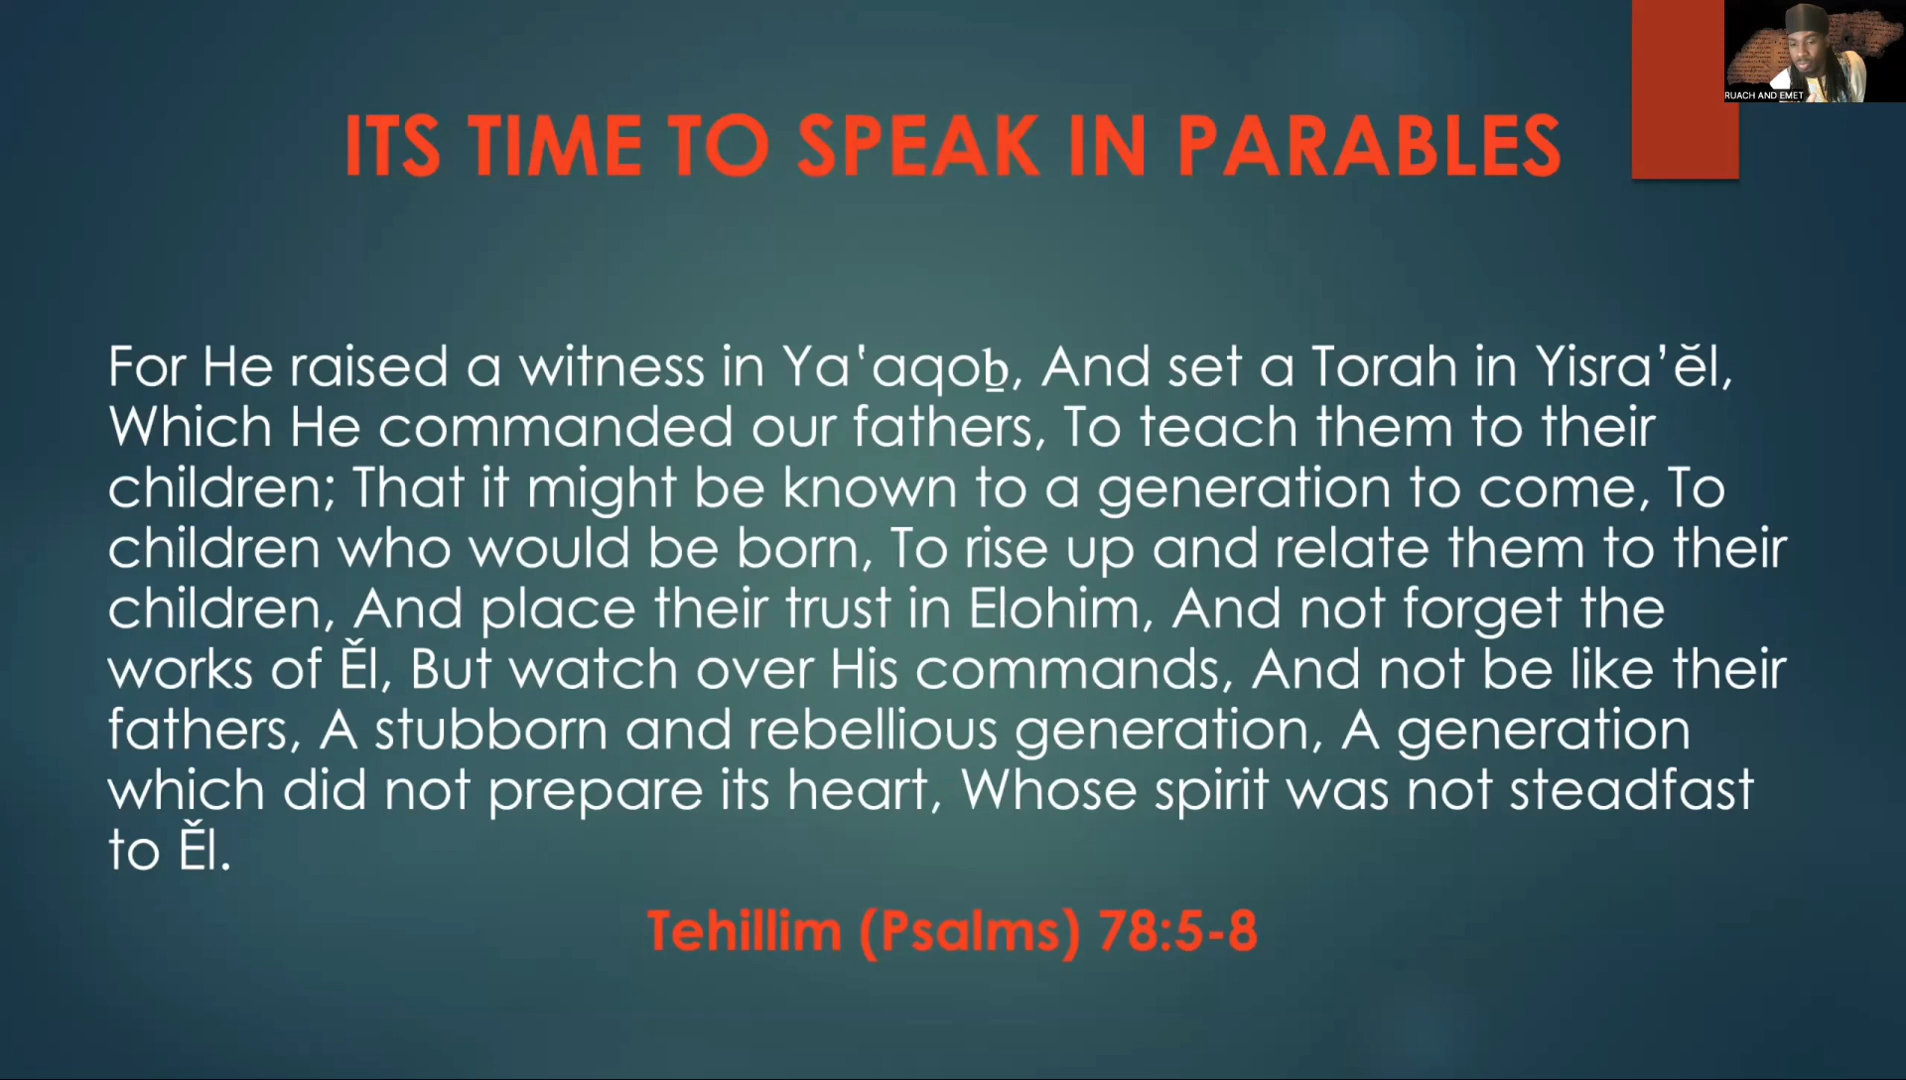 RUACH AND EMET
ITS TIME TO SPEAK IN PARABLES
For He raised a witness in Yaʽaqoḇ, And set a Torah in Yisra’ĕl,
Which He commanded our fathers, To teach them to their
children; That it might be known to a generation to come, To
children who would be born, To rise up and relate them to their
children, And place their trust in Elohim, And not forget the
works of Ěl, But watch over His commands, And not be like their
fathers, A stubborn and rebellious generation, A generation
which did not prepare its heart, Whose spirit was not steadfast
to Ěl.
Tehillim (Psalms) 78:5-8